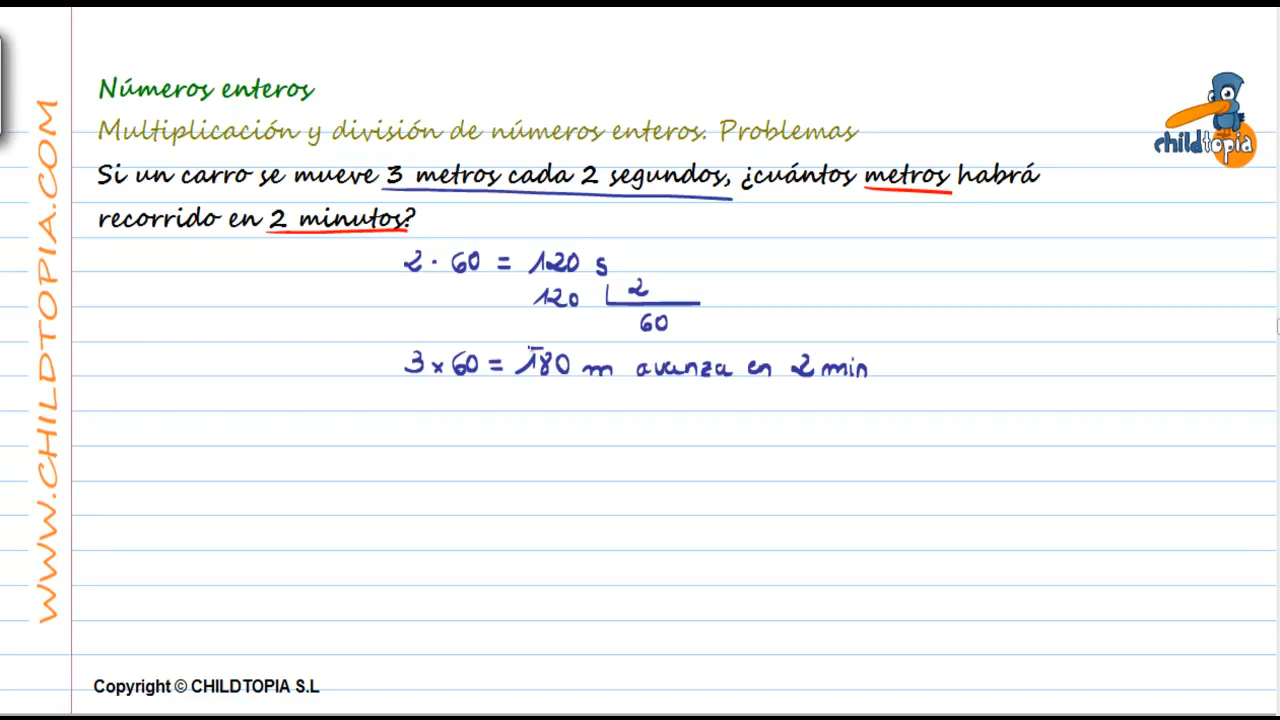 Números enteros
Multiplicación y división de números enteros. Problemas
Si un carro se mueve 3 metros cada 2 segundos, ¿cuántos metros habrá
recorrido en 2 minutos?
2 · 60 = 120 s
120 2
60
3 x 60 = 180 m avanza en 2 min
WWW.CHILDTOPIA.COM
childtopia
Copyright © CHILDTOPIA S.L